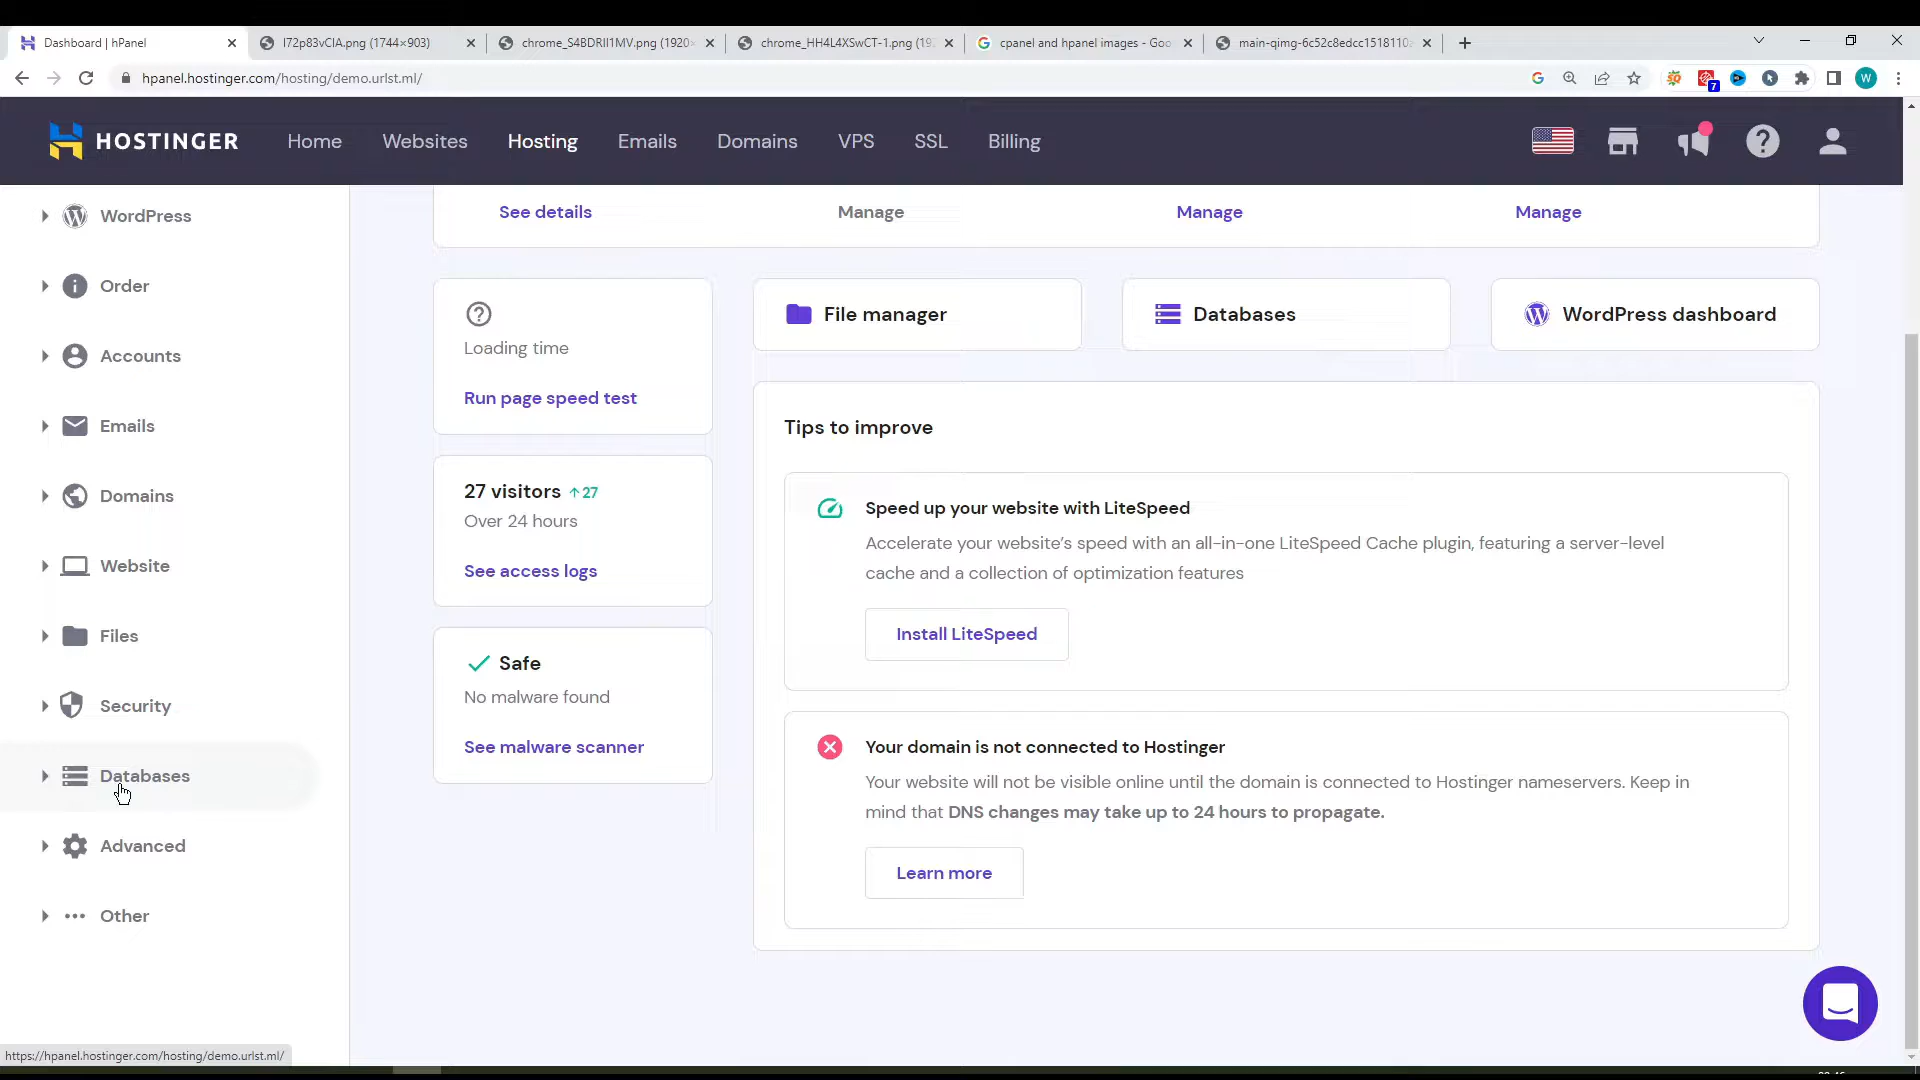 Dashboard | hPanel
l72p83vCIA.png (1744×903)
chrome_S4BDRII1MV.png (1920×
chrome_HH4L4XSwCT-1.png (19
cpanel and hpanel images - Goo
main-qimg-6c52c8edcc1518110
hpanel.hostinger.com/hosting/demo.urlst.ml/
7
W
HOSTINGER
Home
Websites
Hosting
Emails
Domains
VPS
SSL
Billing
WordPress
Order
Accounts
Emails
Domains
Website
Files
Security
Databases
Advanced
Other
See details
Manage
Manage
Manage
Loading time
Run page speed test
27 visitors ↑27
Over 24 hours
See access logs
Safe
No malware found
See malware scanner
File manager
Databases
WordPress dashboard
Tips to improve
Speed up your website with LiteSpeed
Accelerate your website’s speed with an all-in-one LiteSpeed Cache plugin, featuring a server-level
cache and a collection of optimization features
Install LiteSpeed
Your domain is not connected to Hostinger
Your website will not be visible online until the domain is connected to Hostinger nameservers. Keep in
mind that DNS changes may take up to 24 hours to propagate.
Learn more
https://hpanel.hostinger.com/hosting/demo.urlst.ml/